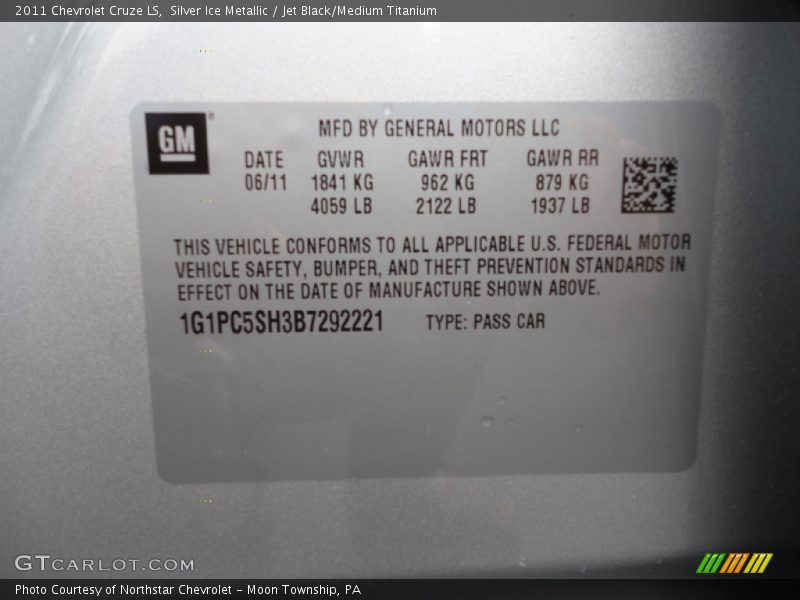 2011 Chevrolet Cruze LS, Silver Ice Metallic / Jet Black/Medium Titanium
GM®
MFD BY GENERAL MOTORS LLC
DATE GVWR GAWR FRT GAWR RR
06/11 1841 KG 962 KG 879 KG
4059 LB 2122 LB 1937 LB
THIS VEHICLE CONFORMS TO ALL APPLICABLE U.S. FEDERAL MOTOR
VEHICLE SAFETY, BUMPER, AND THEFT PREVENTION STANDARDS IN
EFFECT ON THE DATE OF MANUFACTURE SHOWN ABOVE.
1G1PC5SH3B7292221 TYPE: PASS CAR
GTCARLOT.COM
Photo Courtesy of Northstar Chevrolet - Moon Township, PA